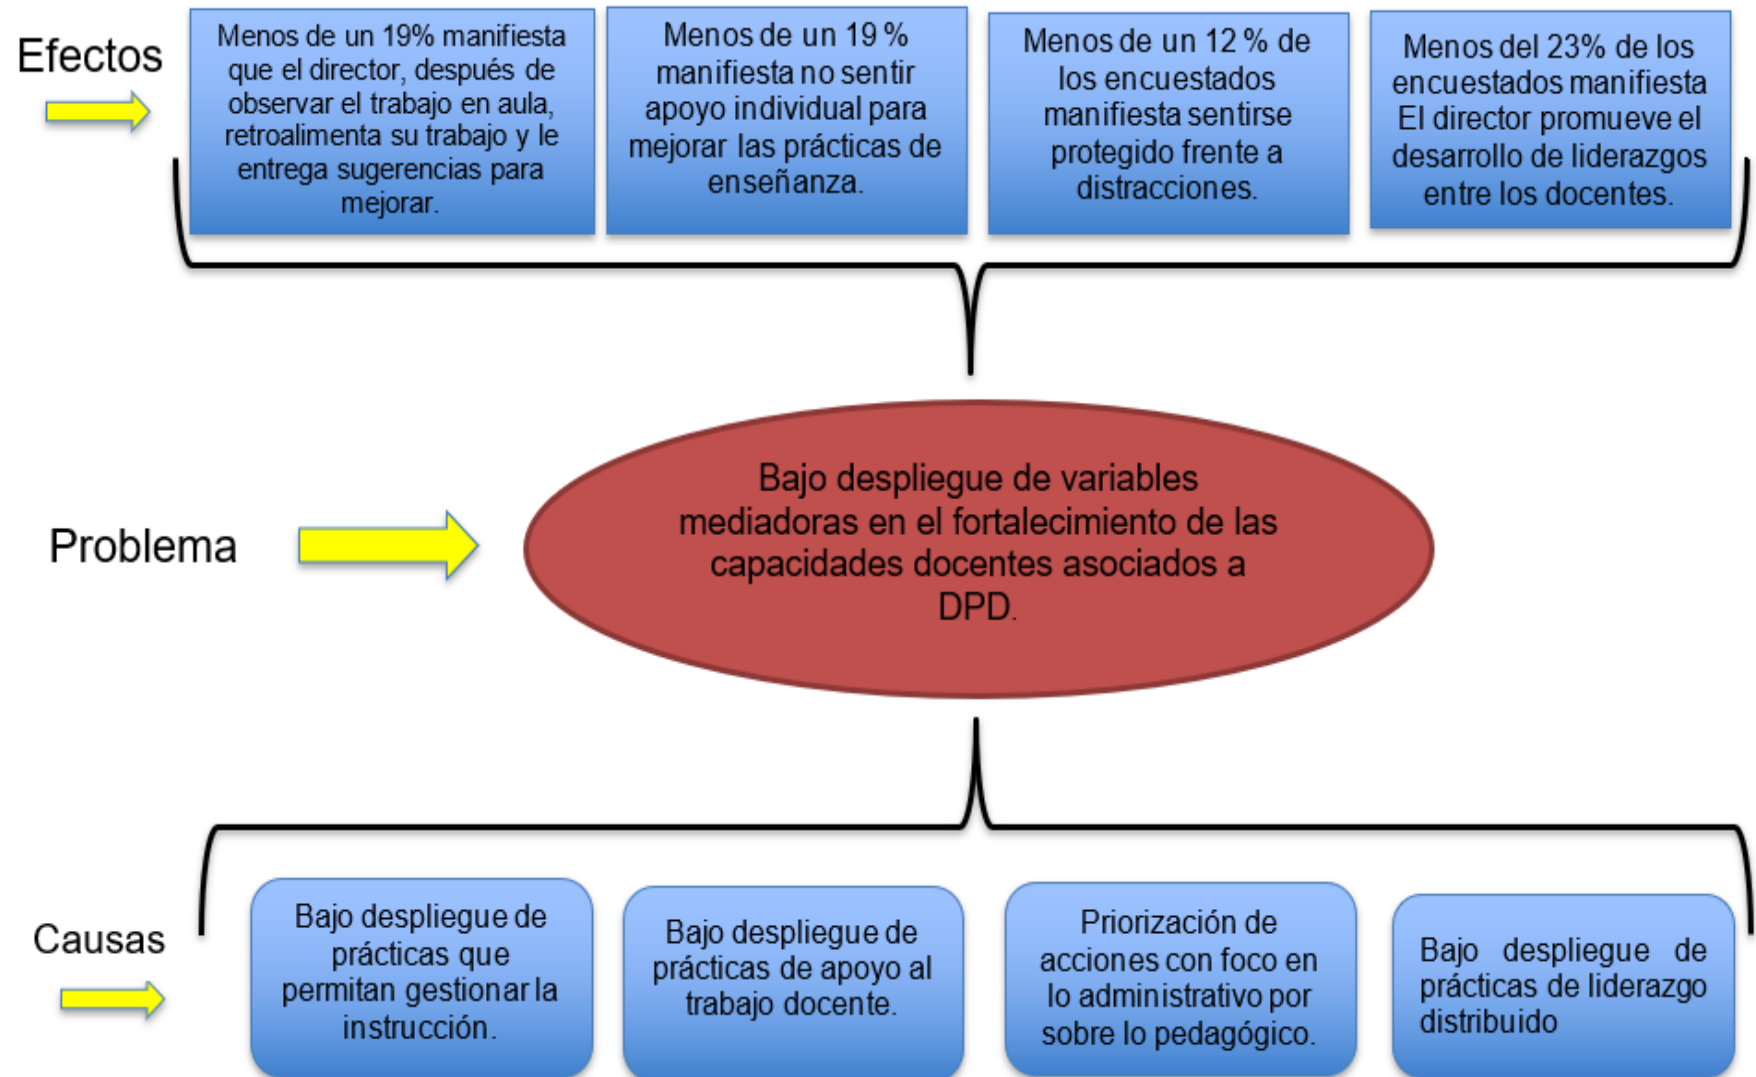 Efectos
Menos de un 19% manifiesta
que el director, después de
observar el trabajo en aula,
retroalimenta su trabajo y le
entrega sugerencias para
mejorar.
Menos de un 19 %
manifiesta no sentir
apoyo individual para
mejorar las prácticas de
enseñanza.
Menos de un 12 % de
los encuestados
manifiesta sentirse
protegido frente a
distracciones.
Menos del 23% de los
encuestados manifiesta
El director promueve el
desarrollo de liderazgos
entre los docentes.
Problema
Bajo despliegue de variables
mediadoras en el fortalecimiento de las
capacidades docentes asociados a
DPD.
Causas
Bajo despliegue de
prácticas que
permitan gestionar la
instrucción.
Bajo despliegue de
prácticas de apoyo al
trabajo docente.
Priorización de
acciones con foco en
lo administrativo por
sobre lo pedagógico.
Bajo despliegue de
prácticas de liderazgo
distribuido